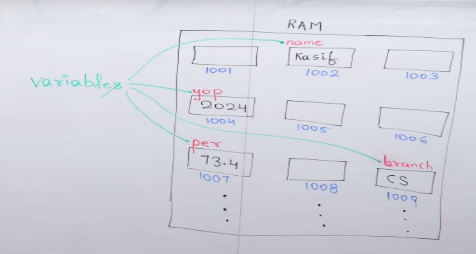 RAM
name
Kasif
1001
1002
1003
variables
yop
2024
1004
1005
1006
per
branch
73.4
CS
1007
1008
1009